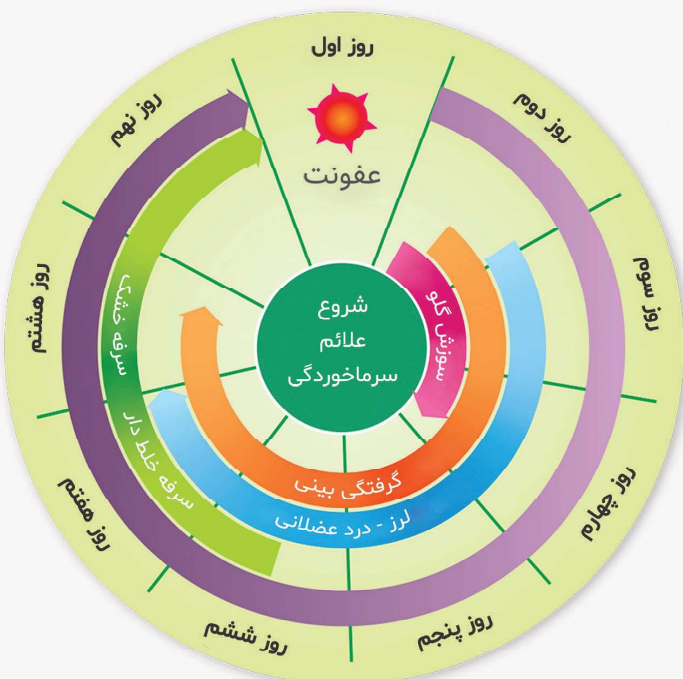 روز اول
عفونت
روز دوم
روز سوم
روز چهارم
روز پنجم
روز ششم
روز هفتم
روز هشتم
روز نهم
شروع
علائم
سرماخوردگی
سوزش گلو
گرفتگی بینی
لرز - درد عضلانی
سرفه خلط دار
سرفه خشک